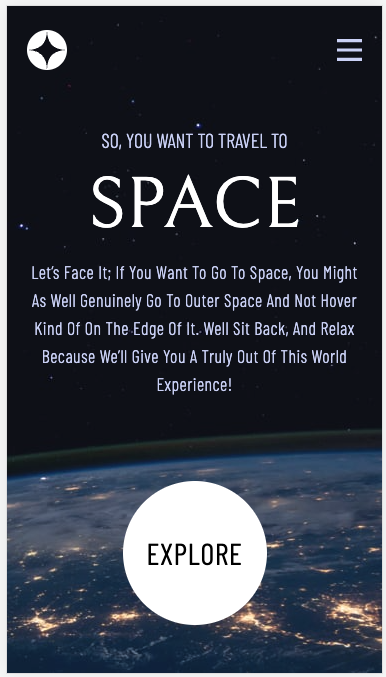 SO, YOU WANT TO TRAVEL TO
SPACE
Let's Face It; If You Want To Go To Space, You Might
As Well Genuinely Go To Outer Space And Not Hover
Kind Of On The Edge Of It. Well Sit Back, And Relax
Because We'll Give You A Truly Out Of This World
Experience!
EXPLORE